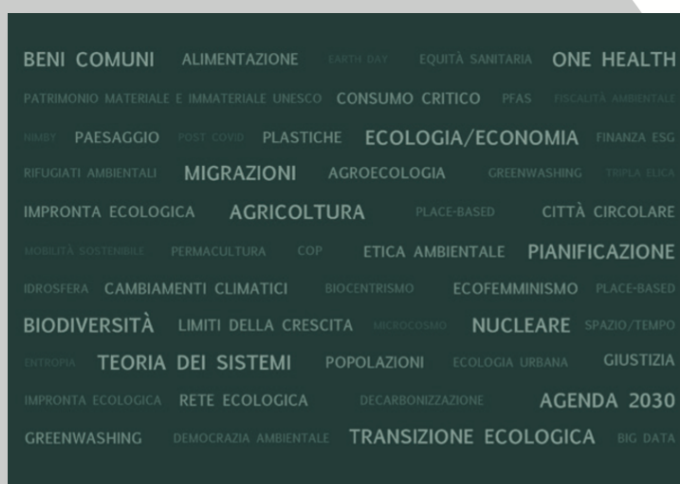 BENI COMUNI ALIMENTAZIONE EARTH DAY EQUITÀ SANITARIA ONE HEALTH
PATRIMONIO MATERIALE E IMMATERIALE UNESCO CONSUMO CRITICO PFAS FISCALITÀ AMBIENTALE
NIMBY PAESAGGIO POST COVID PLASTICHE ECOLOGIA/ECONOMIA FINANZA ESG
RIFUGIATI AMBIENTALI MIGRAZIONI AGROECOLOGIA GREENWASHING TRIPLA ELICA
IMPRONTA ECOLOGICA AGRICOLTURA PLACE-BASED CITTÀ CIRCOLARE
MOBILITÀ SOSTENIBILE PERMACULTURA COP ETICA AMBIENTALE PIANIFICAZIONE
IDROSFERA CAMBIAMENTI CLIMATICI BIOCENTRISMO ECOFEMMINISMO PLACE-BASED
BIODIVERSITÀ LIMITI DELLA CRESCITA MICROCOSMO NUCLEARE SPAZIO/TEMPO
ENTROPIA TEORIA DEI SISTEMI POPOLAZIONI ECOLOGIA URBANA GIUSTIZIA
IMPRONTA ECOLOGICA RETE ECOLOGICA DECARBONIZZAZIONE AGENDA 2030
GREENWASHING DEMOCRAZIA AMBIENTALE TRANSIZIONE ECOLOGICA BIG DATA